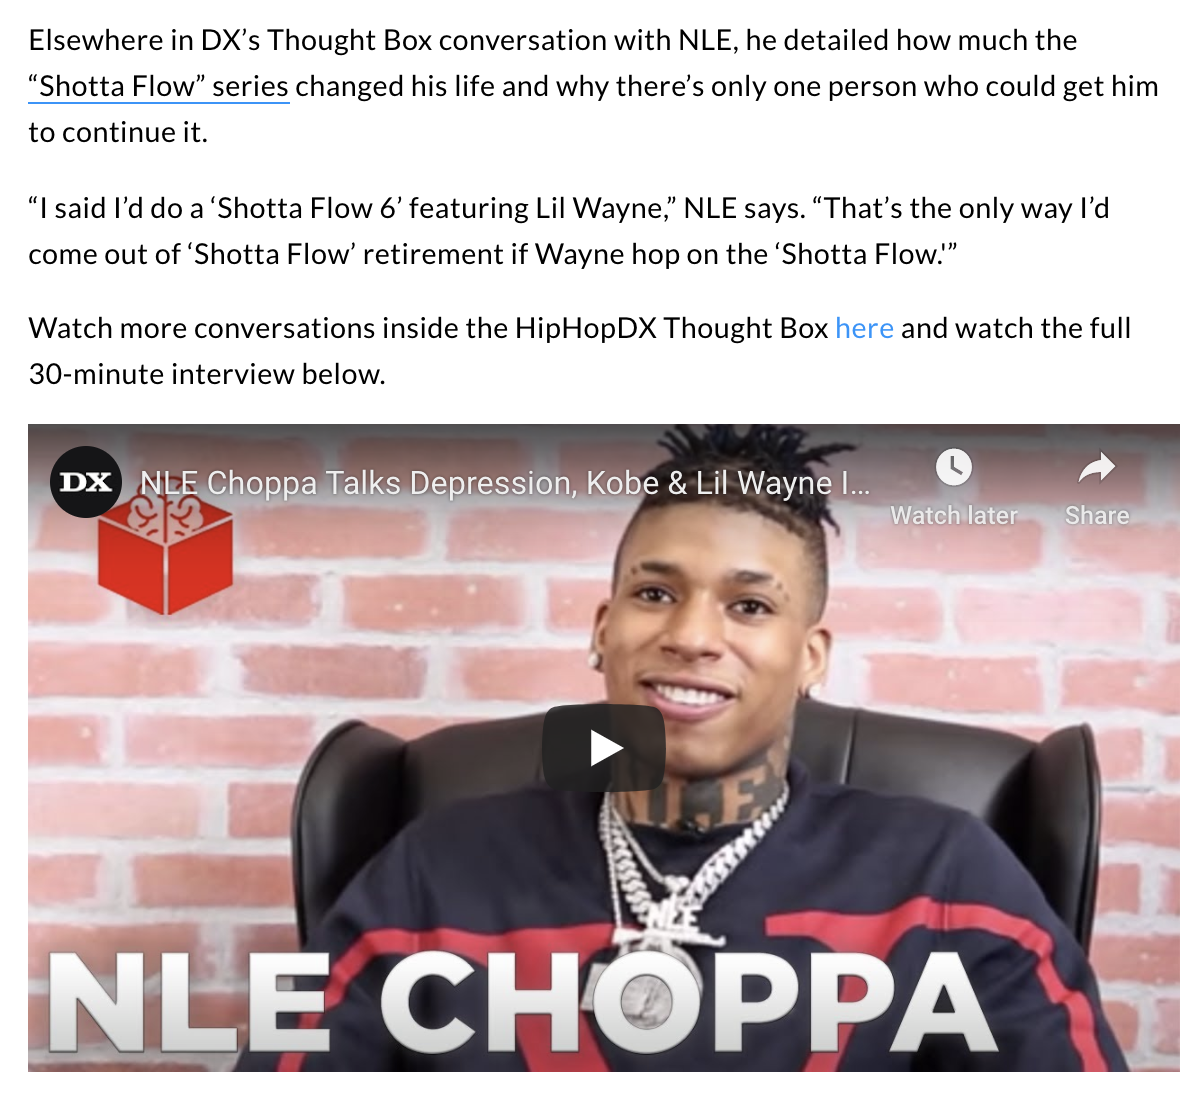 Elsewhere in DX’s Thought Box conversation with NLE, he detailed how much the
“Shotta Flow” series changed his life and why there’s only one person who could get him
to continue it.
“I said I’d do a ‘Shotta Flow 6’ featuring Lil Wayne,” NLE says. “That’s the only way I’d
come out of ‘Shotta Flow’ retirement if Wayne hop on the ‘Shotta Flow.'”
Watch more conversations inside the HipHopDX Thought Box here and watch the full
30-minute interview below.
DX NLE Choppa Talks Depression, Kobe & Lil Wayne I...
Watch later
Share
NLE
NLE
NLE CHOPPA